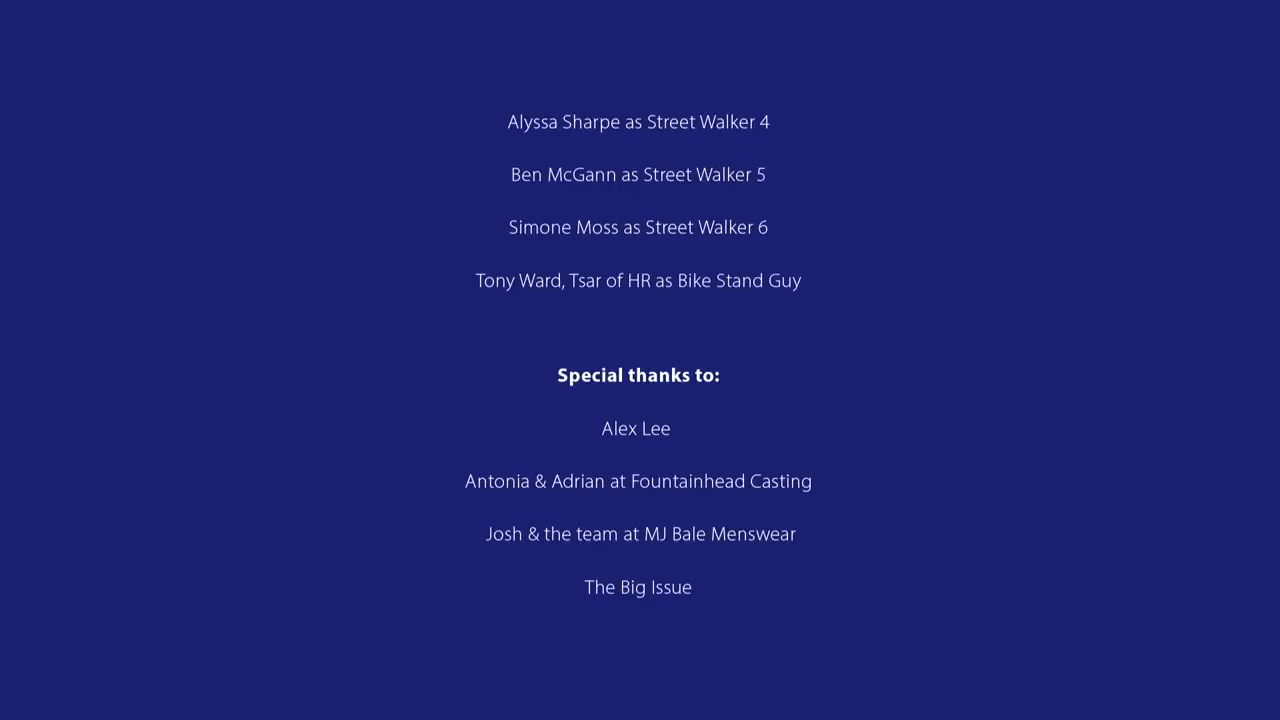 Alyssa Sharpe as Street Walker 4
Ben McGann as Street Walker 5
Simone Moss as Street Walker 6
Tony Ward, Tsar of HR as Bike Stand Guy
Special thanks to:
Alex Lee
Antonia & Adrian at Fountainhead Casting
Josh & the team at MJ Bale Menswear
The Big Issue